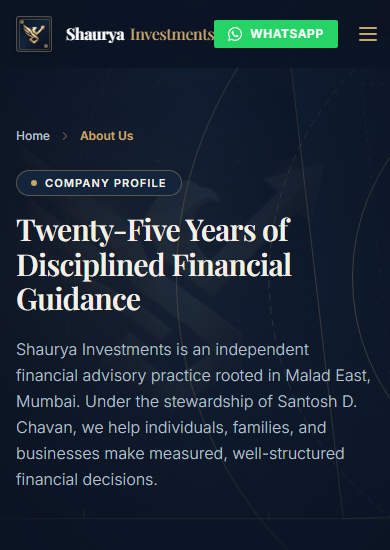 Shaurya Investments
WHATSAPP
Home > About Us
COMPANY PROFILE
Twenty-Five Years of
Disciplined Financial
Guidance
Shaurya Investments is an independent
financial advisory practice rooted in Malad East,
Mumbai. Under the stewardship of Santosh D.
Chavan, we help individuals, families, and
businesses make measured, well-structured
financial decisions.